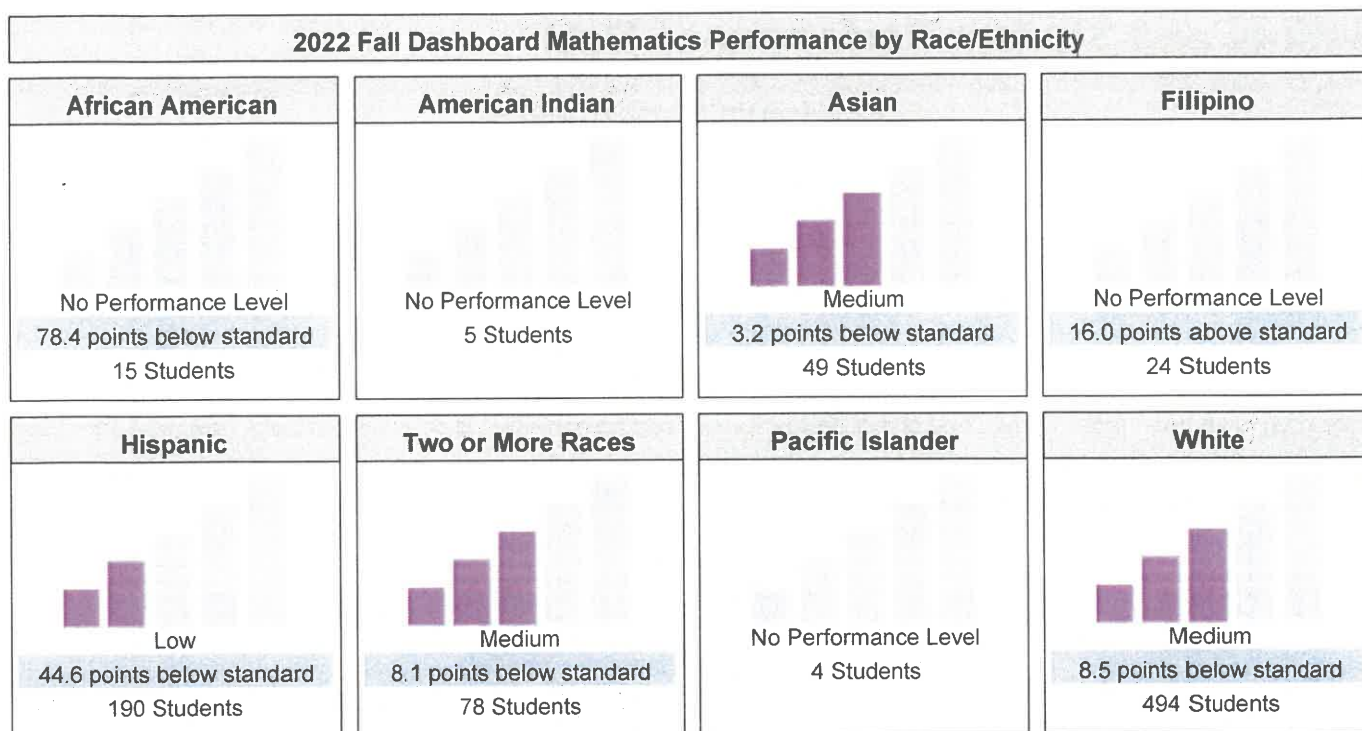 2022 Fall Dashboard Mathematics Performance by Race/Ethnicity
African American
No Performance Level
78.4 points below standard
15 Students
American Indian
No Performance Level
5 Students
Asian
Medium
3.2 points below standard
49 Students
Filipino
No Performance Level
16.0 points above standard
24 Students
Hispanic
Low
44.6 points below standard
190 Students
Two or More Races
Medium
8.1 points below standard
78 Students
Pacific Islander
No Performance Level
4 Students
White
Medium
8.5 points below standard
494 Students